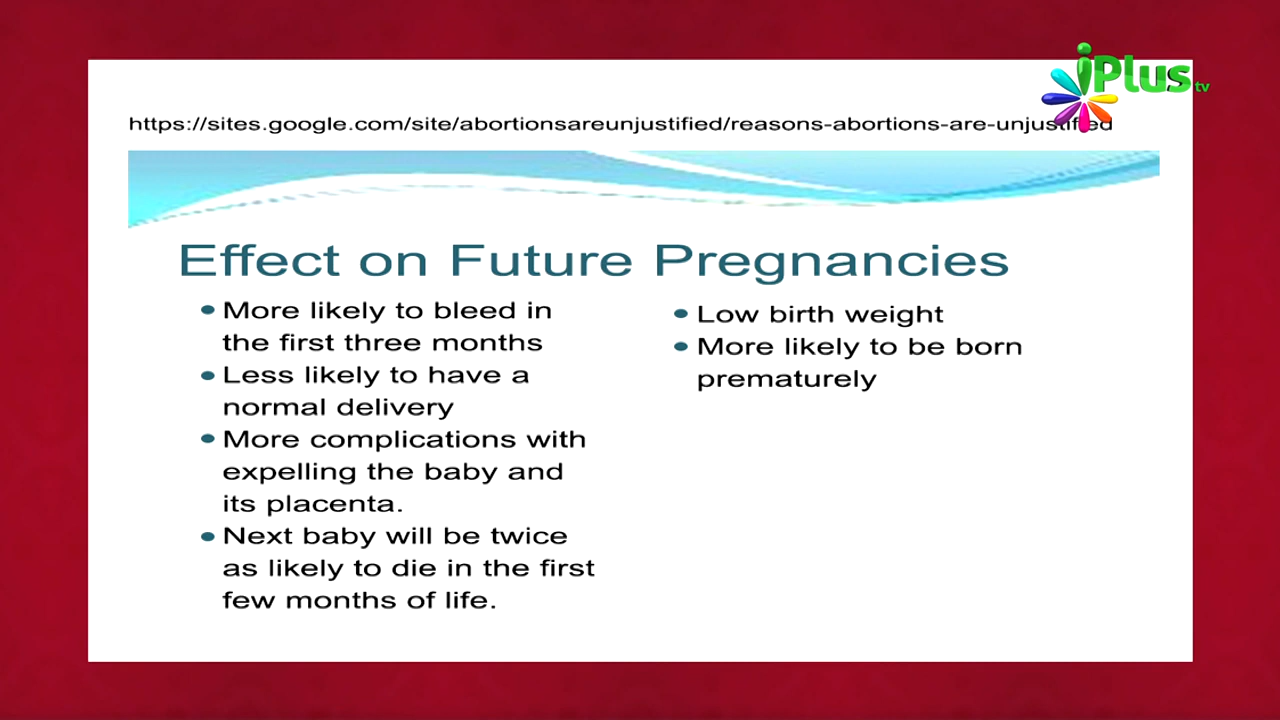 iPlus tv
https://sites.google.com/site/abortionsareunjustified/reasons-abortions-are-unjustified
Effect on Future Pregnancies
• More likely to bleed in
the first three months
• Less likely to have a
normal delivery
• More complications with
expelling the baby and
its placenta.
• Next baby will be twice
as likely to die in the first
few months of life.
• Low birth weight
• More likely to be born
prematurely